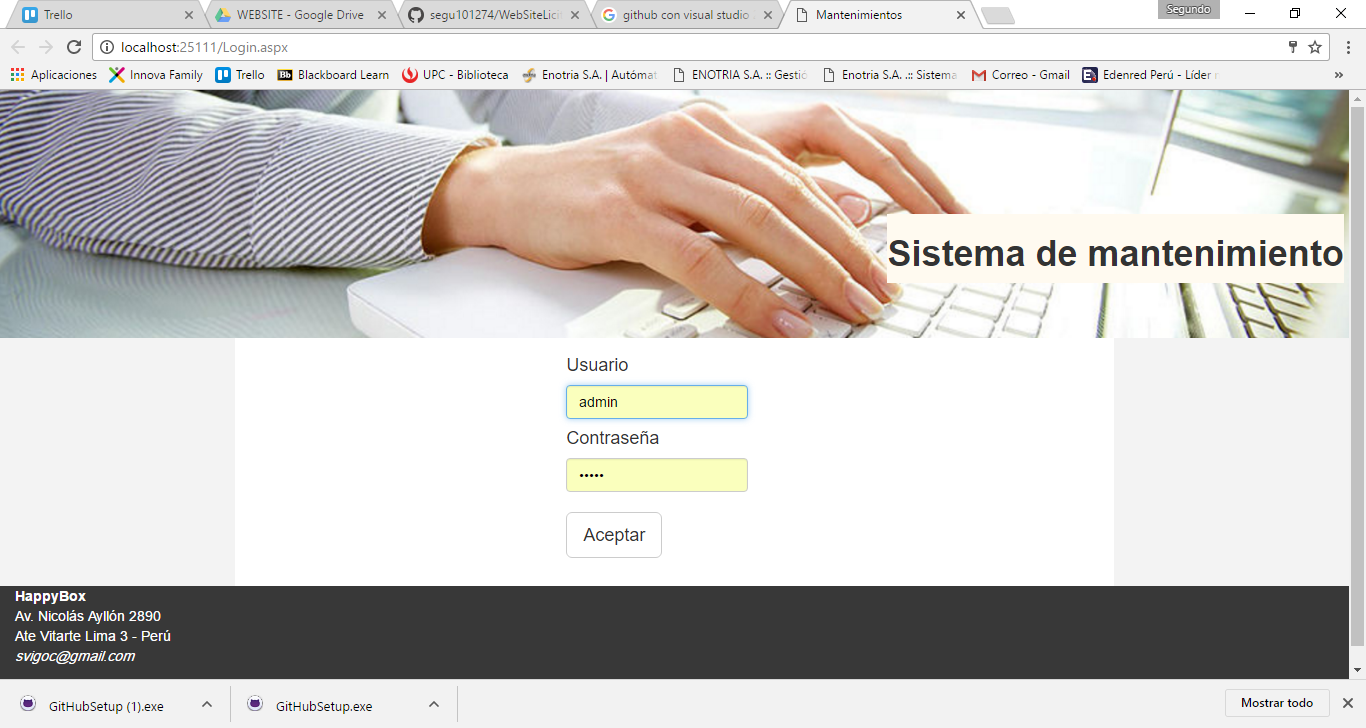 Trello
WEBSITE - Google Drive
segu101274/WebSiteLici
github con visual studio
Mantenimientos
Segundo
localhost:25111/Login.aspx
Aplicaciones
Innova Family
Trello
Blackboard Learn
UPC - Biblioteca
Enotria S.A. | Autómat
ENOTRIA S.A. :: Gestió
Enotria S.A. .:: Sistema
Correo - Gmail
Edenred Perú - Líder
»
Sistema de mantenimiento
Usuario
admin
Contraseña
•••••
Aceptar
HappyBox
Av. Nicolás Ayllón 2890
Ate Vitarte Lima 3 - Perú
svigoc@gmail.com
GitHubSetup (1).exe
GitHubSetup.exe
Mostrar todo